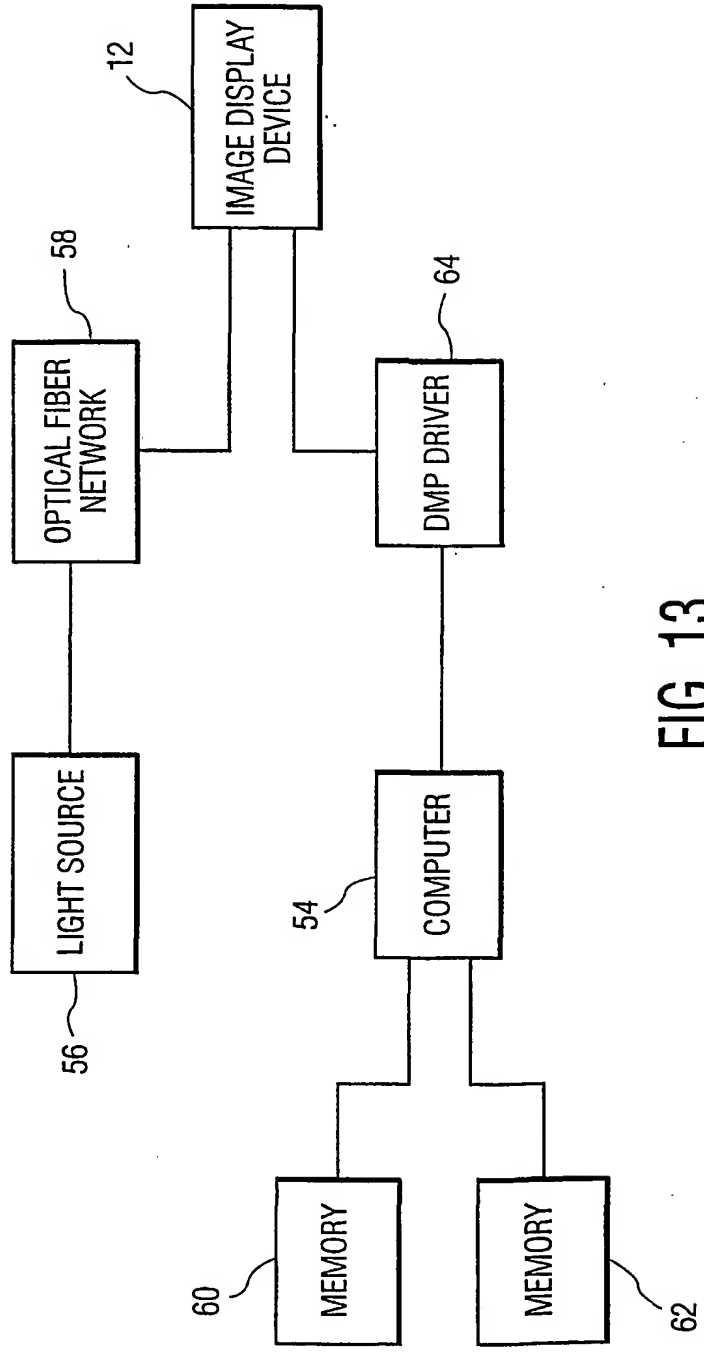 56
LIGHT SOURCE
58
OPTICAL FIBER
NETWORK
12
IMAGE DISPLAY
DEVICE
60
MEMORY
62
MEMORY
54
COMPUTER
64
DMP DRIVER
FIG. 13